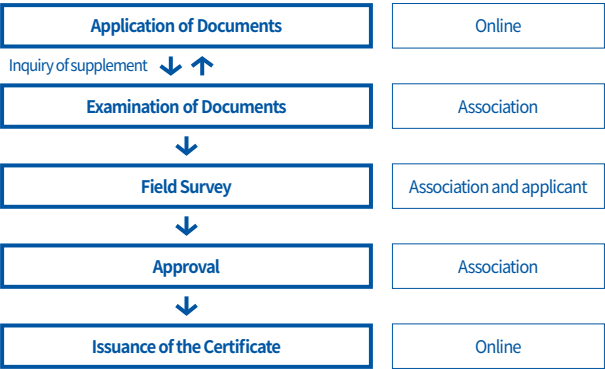 Application of Documents
Online
Inquiry of supplement
Examination of Documents
Association
Field Survey
Association and applicant
Approval
Association
Issuance of the Certificate
Online